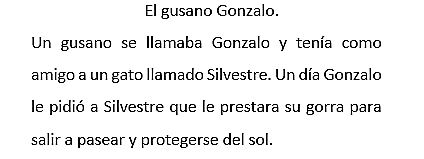 El gusano Gonzalo.
Un gusano se llamaba Gonzalo y tenía como
amigo a un gato llamado Silvestre. Un día Gonzalo
le pidió a Silvestre que le prestara su gorra para
salir a pasear y protegerse del sol.